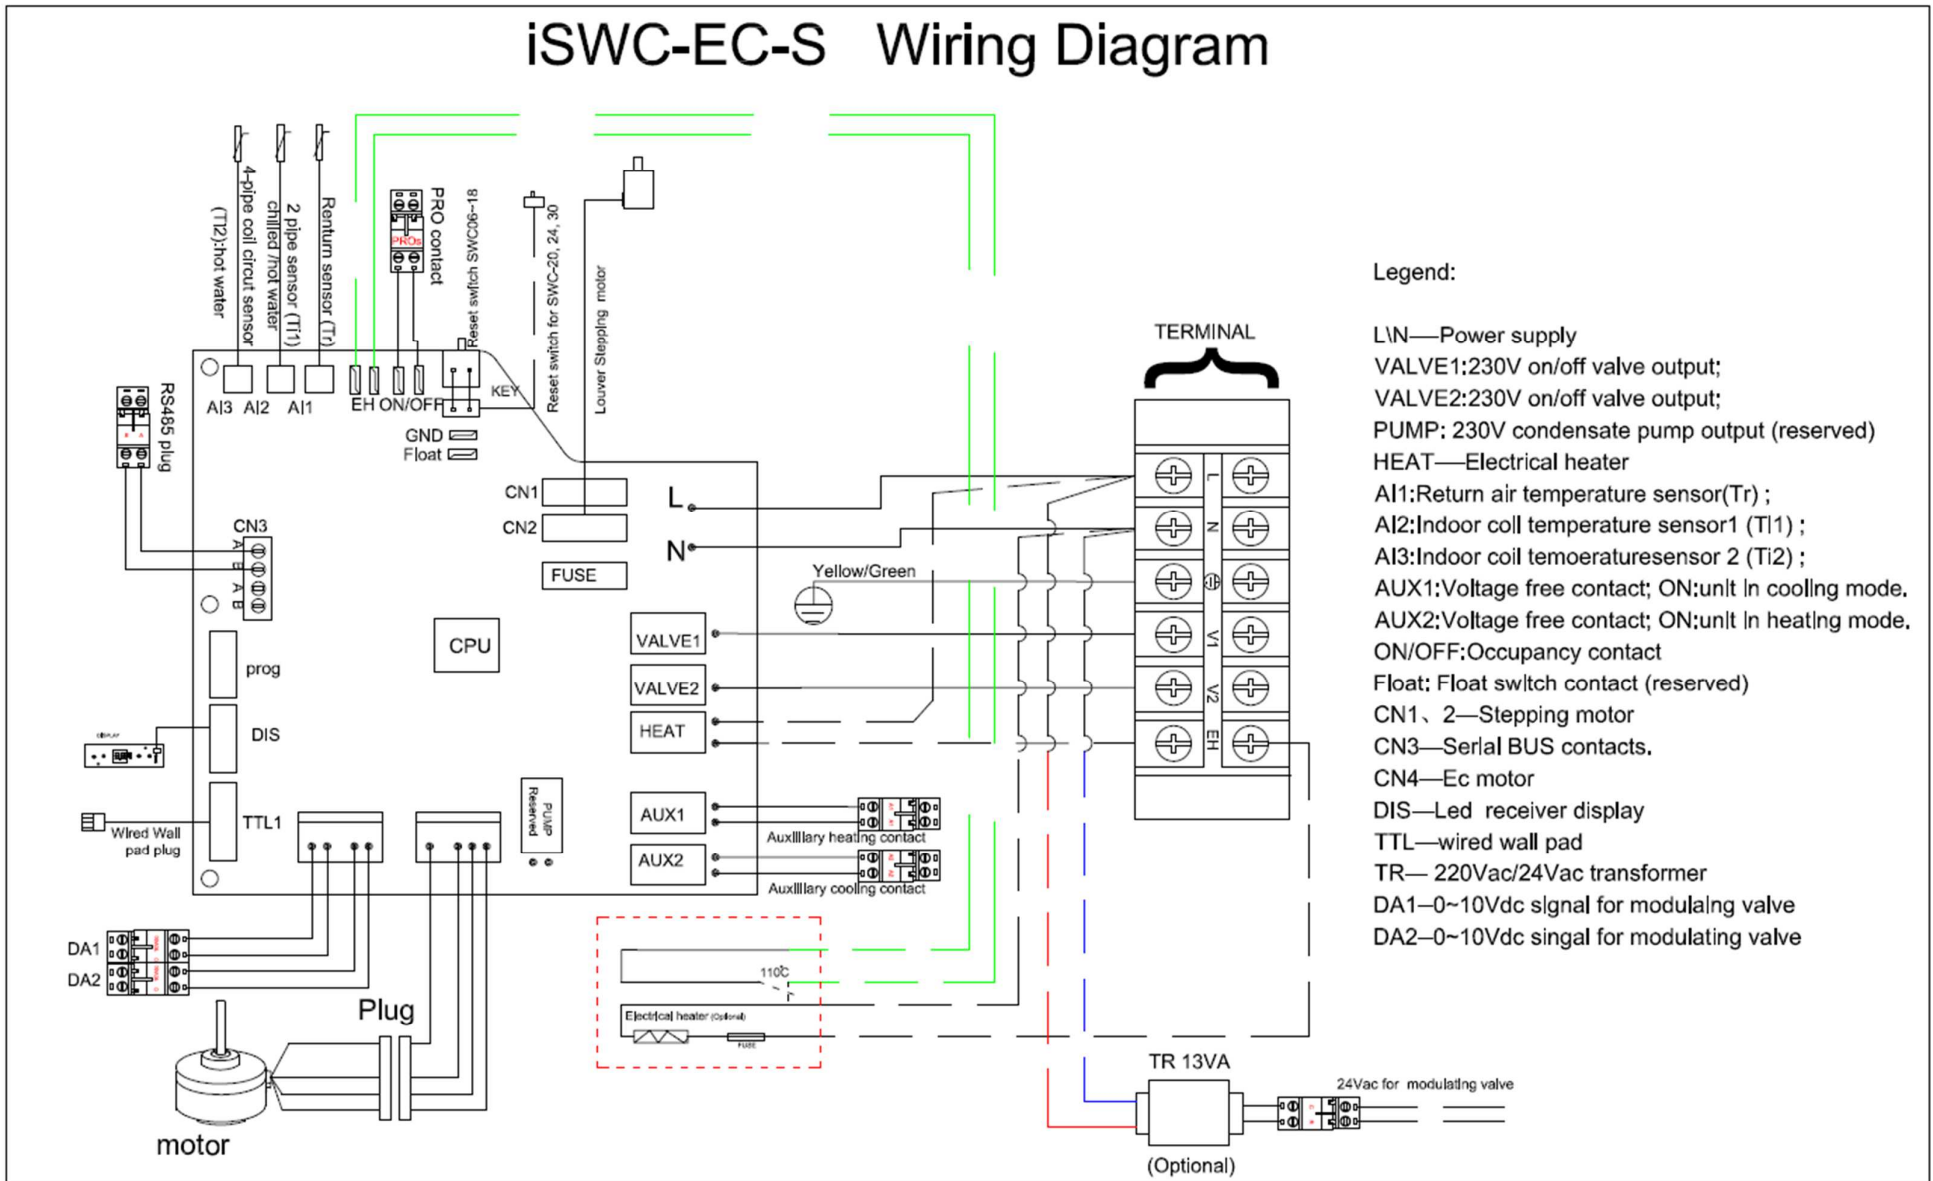 iSWC-EC-S Wiring Diagram
4-pipe coil circut sensor
(TI2):hot water
2 pipe sensor (Ti1)
chilled /hot water
Renturn sensor (Tr)
PRO contact
PROs
Reset switch SWC06~18
Reset switch for SWC-20, 24, 30
Louver Stepping motor
RS485 plug
B A
AI3 AI2 AI1
EH ON/OFF
KEY
GND
Float
CN1
CN2
FUSE
L
N
CN3
A
B
A
B
CPU
prog
DIS
DISPLAY
TTL1
Wired Wall
pad plug
PUMP
Reserved
VALVE1
VALVE2
HEAT
AUX1
AUX2
Auxilliary heating contact
Auxilliary cooling contact
A1 A1
A2 A2
Yellow/Green
TERMINAL
L
N
V1
V2
EH
DA1
DA2
Plug
motor
110℃
Electrical heater (Optional)
FUSE
TR 13VA
(Optional)
24Vac for modulating valve
Legend:
L\N—Power supply
VALVE1:230V on/off valve output;
VALVE2:230V on/off valve output;
PUMP: 230V condensate pump output (reserved)
HEAT—Electrical heater
AI1:Return air temperature sensor(Tr) ;
AI2:Indoor coil temperature sensor1 (TI1) ;
AI3:Indoor coil temoeraturesensor 2 (Ti2) ;
AUX1:Voltage free contact; ON:unit in cooling mode.
AUX2:Voltage free contact; ON:unit in heating mode.
ON/OFF:Occupancy contact
Float: Float switch contact (reserved)
CN1、2—Stepping motor
CN3—Serial BUS contacts.
CN4—Ec motor
DIS—Led receiver display
TTL—wired wall pad
TR— 220Vac/24Vac transformer
DA1–0~10Vdc signal for modulaing valve
DA2–0~10Vdc singal for modulating valve